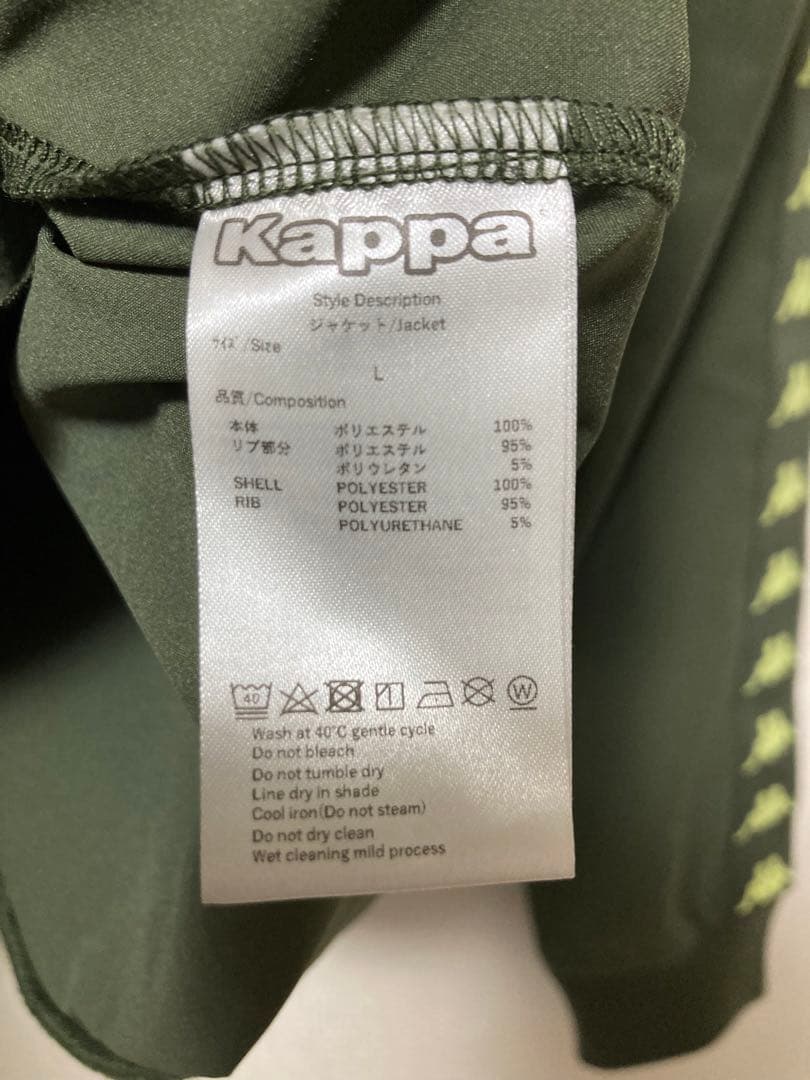 Kappa
Style Description
ジャケット/Jacket
サイズ/Size
L
品質/Composition
本体 ポリエステル 100%
リブ部分 ポリエステル 95%
ポリウレタン 5%
SHELL POLYESTER 100%
RIB POLYESTER 95%
POLYURETHANE 5%
40 W
Wash at 40°C gentle cycle
Do not bleach
Do not tumble dry
Line dry in shade
Cool iron(Do not steam)
Do not dry clean
Wet cleaning mild process